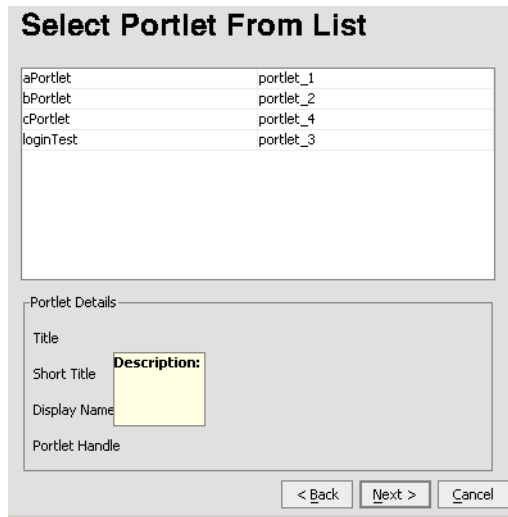 Select Portlet From List
aPortlet portlet_1
bPortlet portlet_2
cPortlet portlet_4
loginTest portlet_3
Portlet Details
Title
Description:
Short Title
Display Name
Portlet Handle
< Back Next > Cancel